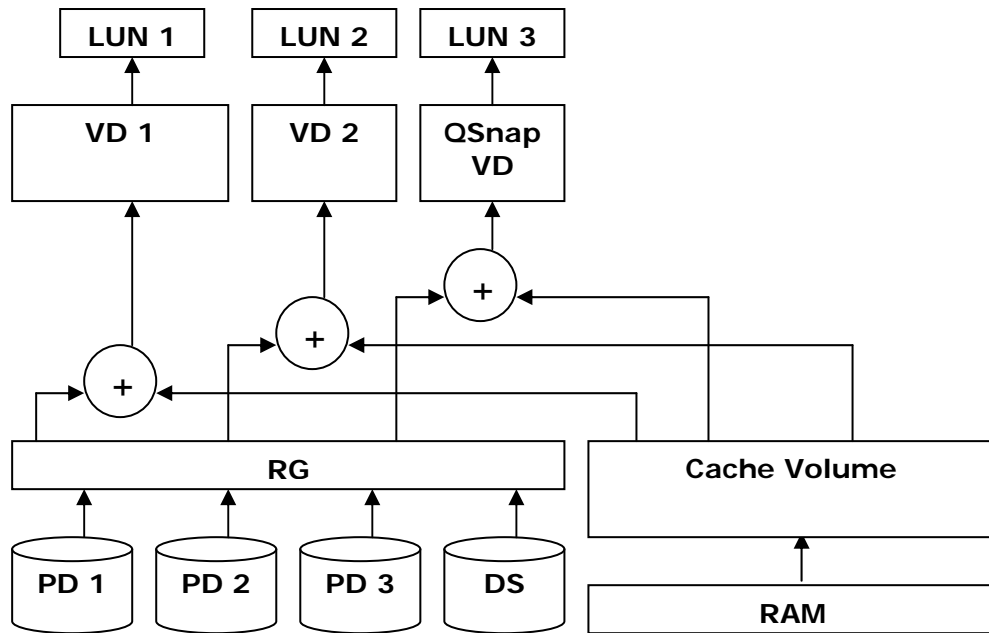 LUN 1
LUN 2
LUN 3
VD 1
VD 2
QSnap
VD
+
+
+
RG
Cache Volume
PD 1
PD 2
PD 3
DS
RAM